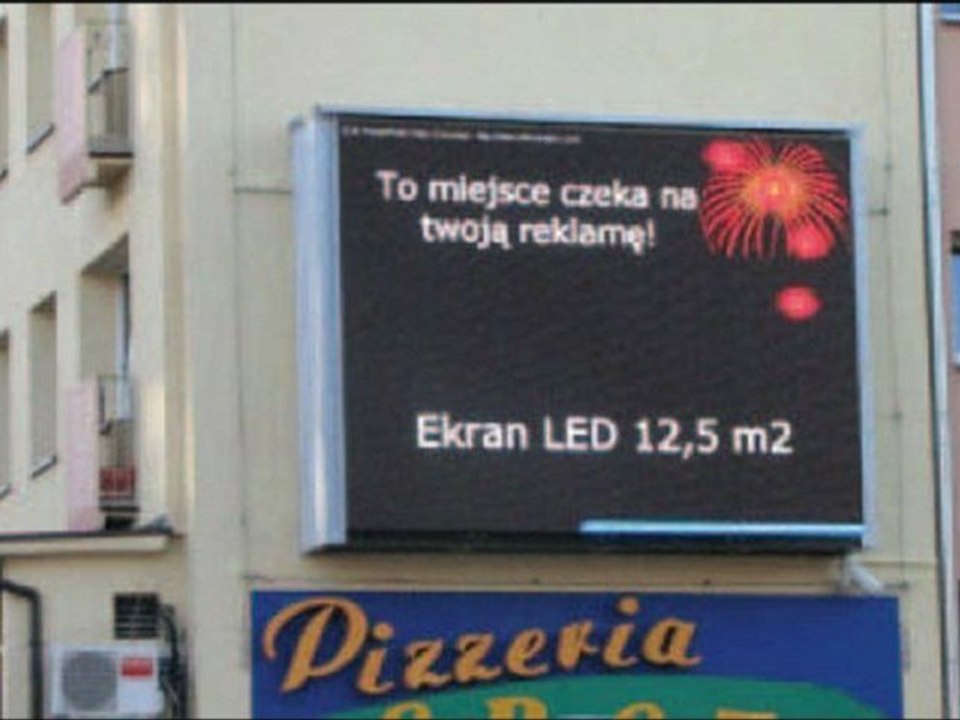 To miejsce czeka na
twoją reklamę!
Ekran LED 12,5 m2
Pizzeria